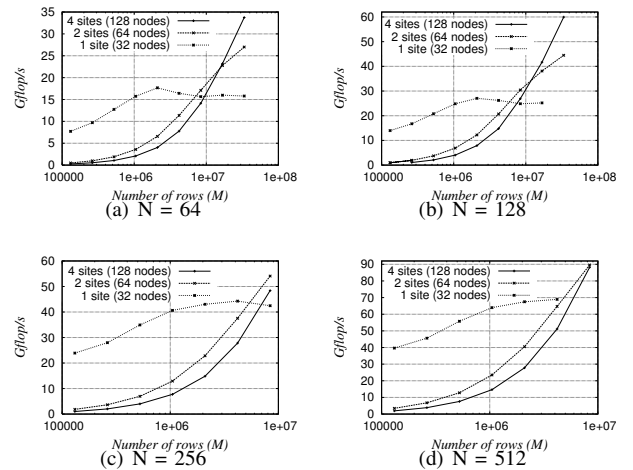 4 sites (128 nodes)
2 sites (64 nodes)
1 site (32 nodes)
Gflop/s
35
30
25
20
15
10
5
0
100000 1e+06 1e+07 1e+08
Number of rows (M)
(a) N = 64
4 sites (128 nodes)
2 sites (64 nodes)
1 site (32 nodes)
Gflop/s
60
50
40
30
20
10
0
100000 1e+06 1e+07 1e+08
Number of rows (M)
(b) N = 128
4 sites (128 nodes)
2 sites (64 nodes)
1 site (32 nodes)
Gflop/s
60
50
40
30
20
10
0
100000 1e+06 1e+07
Number of rows (M)
(c) N = 256
4 sites (128 nodes)
2 sites (64 nodes)
1 site (32 nodes)
Gflop/s
90
80
70
60
50
40
30
20
10
0
100000 1e+06 1e+07
Number of rows (M)
(d) N = 512